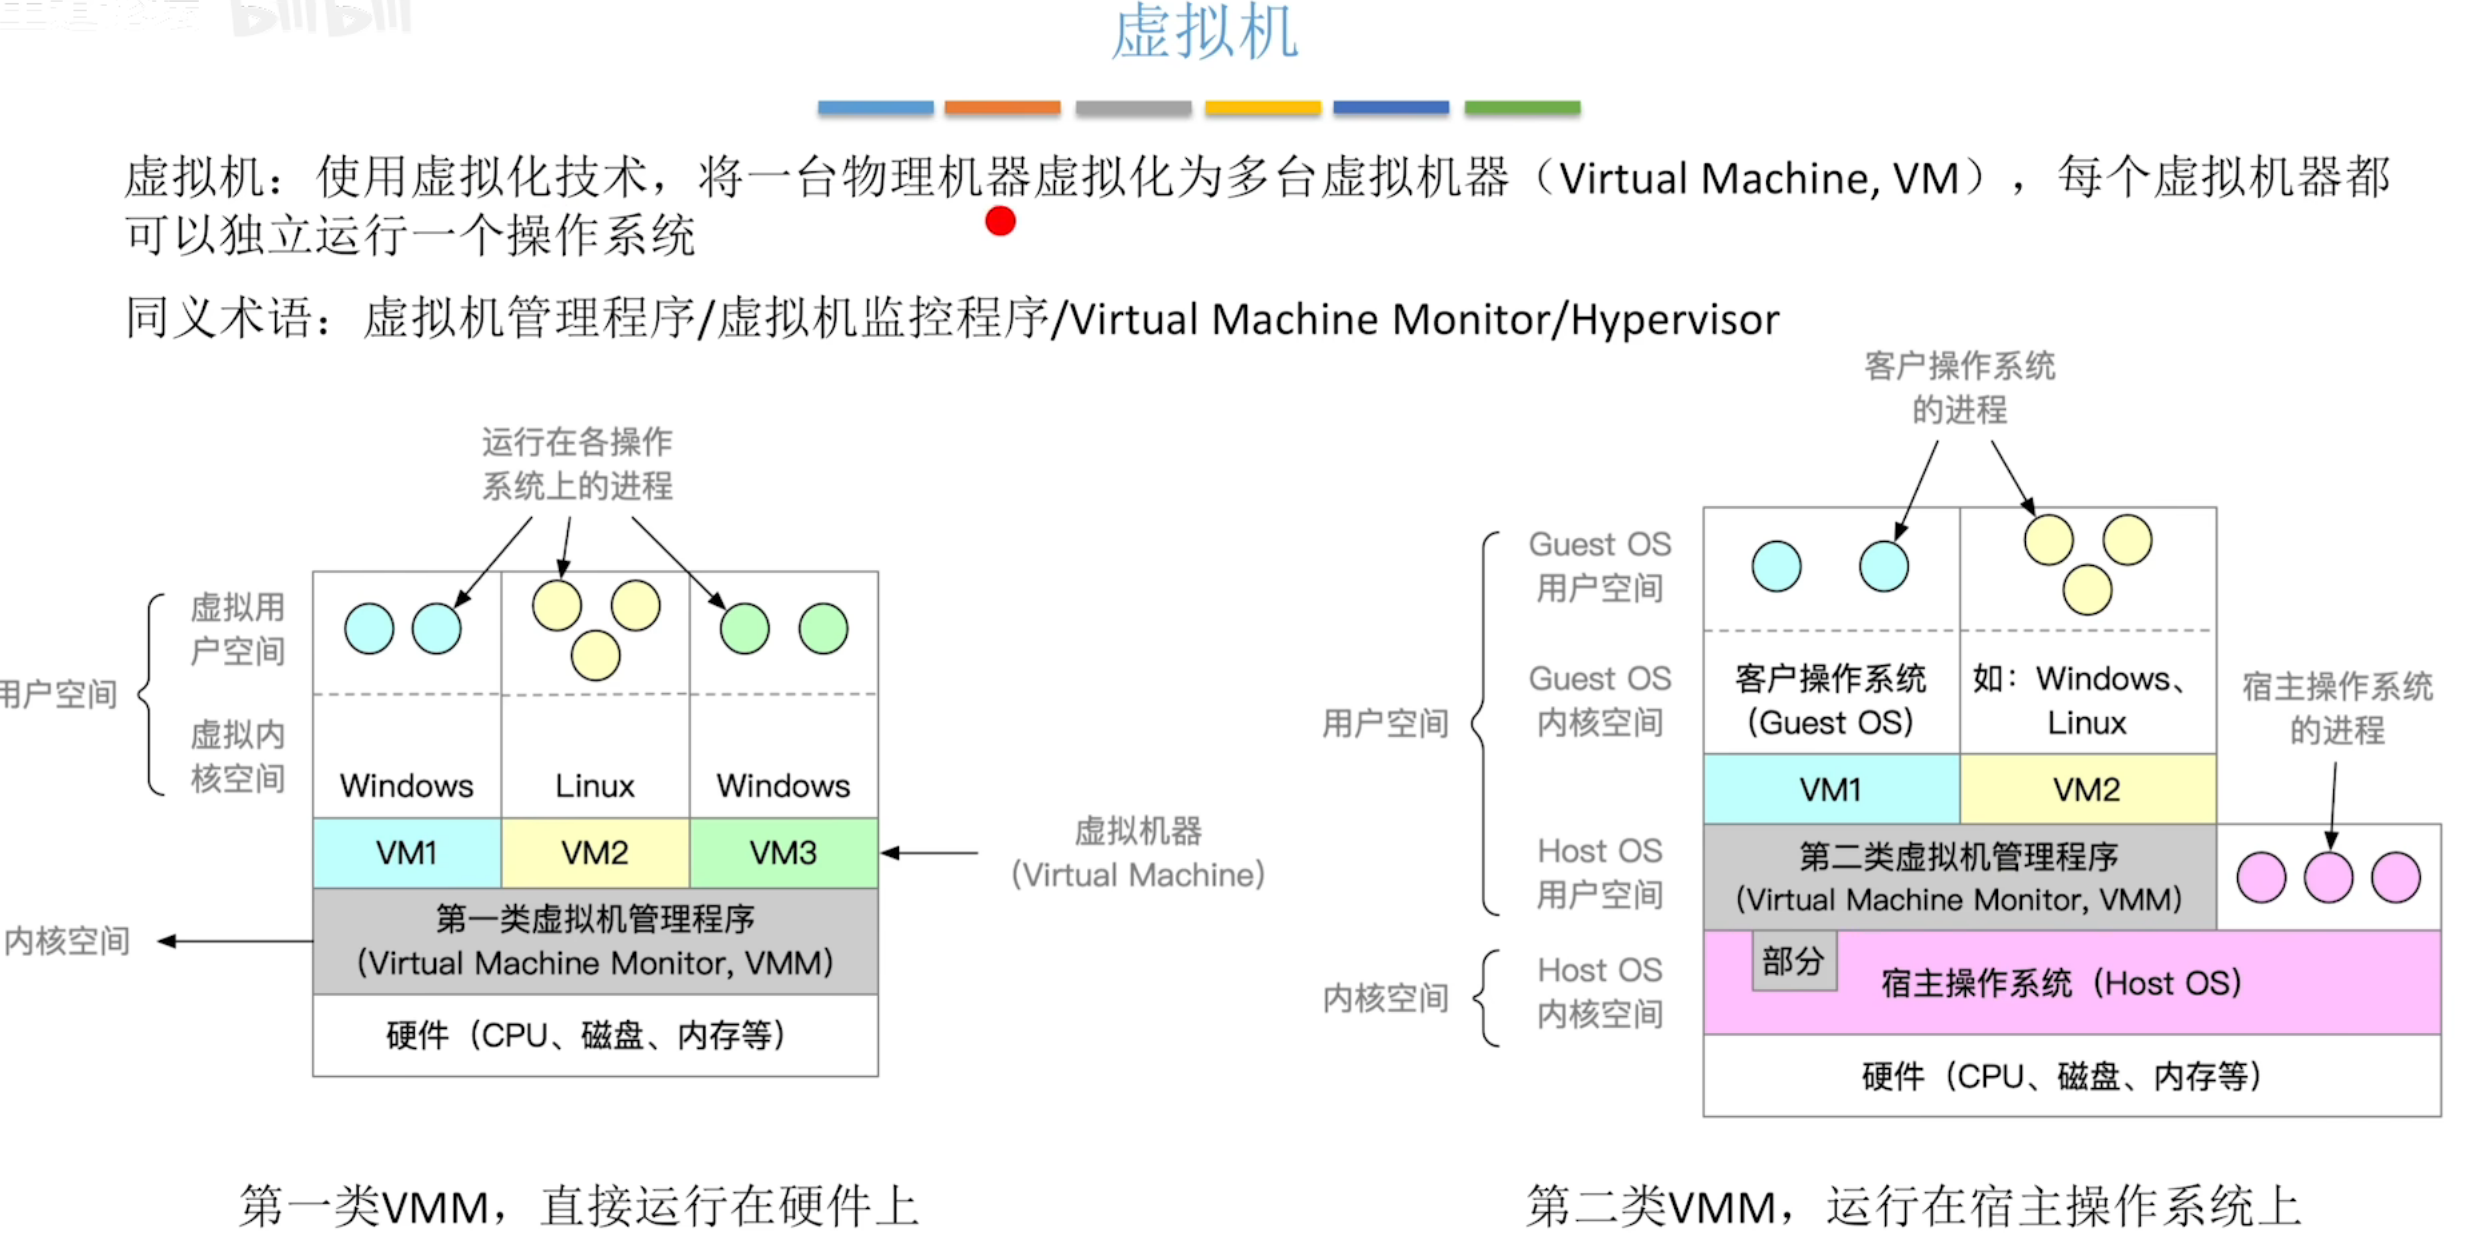 虚拟机
虚拟机：使用虚拟化技术，将一台物理机器虚拟化为多台虚拟机器（Virtual Machine, VM），每个虚拟机器都
可以独立运行一个操作系统
同义术语：虚拟机管理程序/虚拟机监控程序/Virtual Machine Monitor/Hypervisor
运行在各操作
系统上的进程
用户空间
虚拟用
户空间
虚拟内
核空间
Windows
Linux
Windows
VM1
VM2
VM3
虚拟机器
（Virtual Machine）
内核空间
第一类虚拟机管理程序
（Virtual Machine Monitor, VMM）
硬件（CPU、磁盘、内存等）
第一类VMM，直接运行在硬件上
客户操作系统
的进程
用户空间
Guest OS
用户空间
Guest OS
内核空间
客户操作系统
（Guest OS）
如：Windows、
Linux
宿主操作系统
的进程
VM1
VM2
Host OS
用户空间
第二类虚拟机管理程序
（Virtual Machine Monitor, VMM）
内核空间
Host OS
内核空间
部分
宿主操作系统（Host OS）
硬件（CPU、磁盘、内存等）
第二类VMM，运行在宿主操作系统上